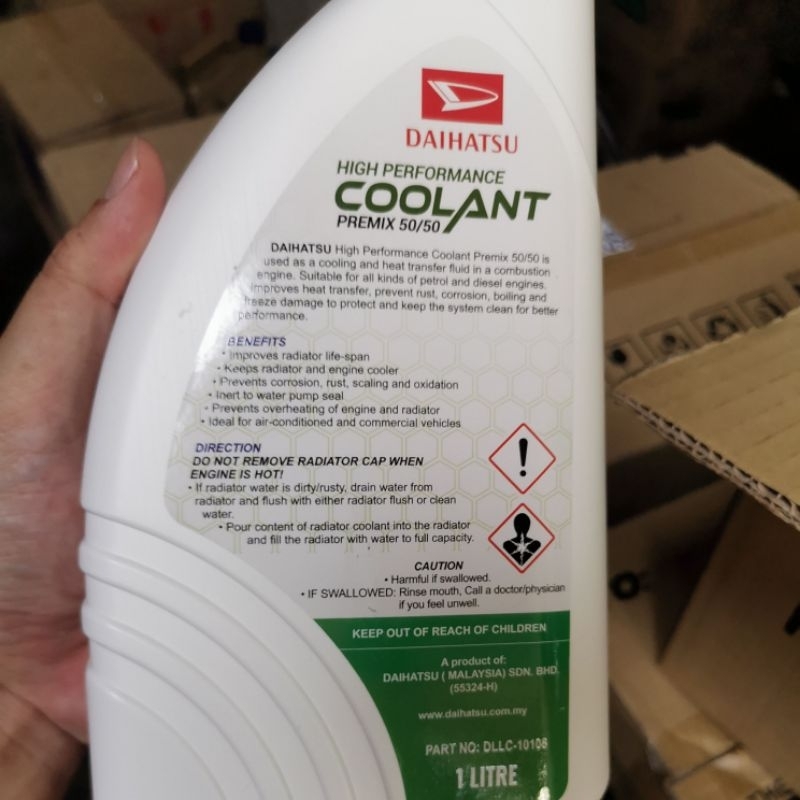 DAIHATSU
HIGH PERFORMANCE
COOLANT
PREMIX 50/50
DAIHATSU High Performance Coolant Premix 50/50 is
used as a cooling and heat transfer fluid in a combustion
engine. Suitable for all kinds of petrol and diesel engines.
Improves heat transfer, prevent rust, corrosion, boiling and
freeze damage to protect and keep the system clean for better
performance.
BENEFITS
• Improves radiator life-span
• Keeps radiator and engine cooler
• Prevents corrosion, rust, scaling and oxidation
• Inert to water pump seal
• Prevents overheating of engine and radiator
• Ideal for air-conditioned and commercial vehicles
DIRECTION
DO NOT REMOVE RADIATOR CAP WHEN
ENGINE IS HOT!
• If radiator water is dirty/rusty, drain water from
radiator and flush with either radiator flush or clean
water.
• Pour content of radiator coolant into the radiator
and fill the radiator with water to full capacity.
CAUTION
• Harmful if swallowed.
• IF SWALLOWED: Rinse mouth, Call a doctor/physician
if you feel unwell.
KEEP OUT OF REACH OF CHILDREN
A product of:
DAIHATSU ( MALAYSIA) SDN. BHD.
(55324-H)
www.daihatsu.com.my
PART NO: DLLC-10106
1 LITRE